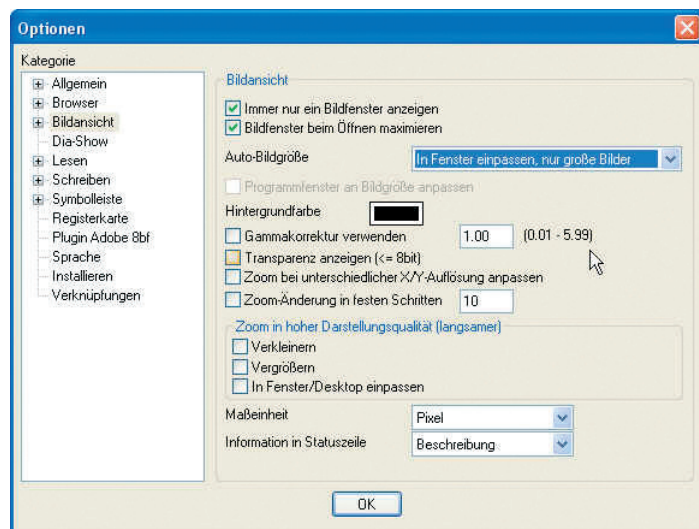 Optionen
Kategorie
Allgemein
Browser
Bildansicht
Dia-Show
Lesen
Schreiben
Symbolleiste
Registerkarte
Plugin Adobe 8bf
Sprache
Installieren
Verknüpfungen
Bildansicht
Immer nur ein Bildfenster anzeigen
Bildfenster beim Öffnen maximieren
Auto-Bildgröße In Fenster einpassen, nur große Bilder
Programmfenster an Bildgröße anpassen
Hintergrundfarbe
Gammakorrektur verwenden 1.00 (0.01 - 5.99)
Transparenz anzeigen (<= 8bit)
Zoom bei unterschiedlicher X/Y-Auflösung anpassen
Zoom-Änderung in festen Schritten 10
Zoom in hoher Darstellungsqualität (langsamer)
Verkleinern
Vergrößern
In Fenster/Desktop einpassen
Maßeinheit Pixel
Information in Statuszeile Beschreibung
OK